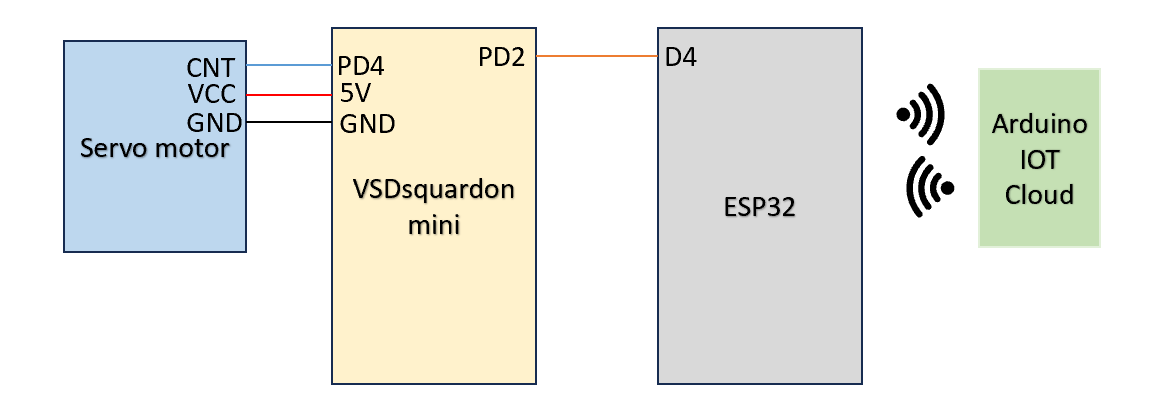 CNT
VCC
GND
Servo motor
PD4
5V
GND
PD2
VSDsquardon
mini
D4
ESP32
Arduino
IOT
Cloud